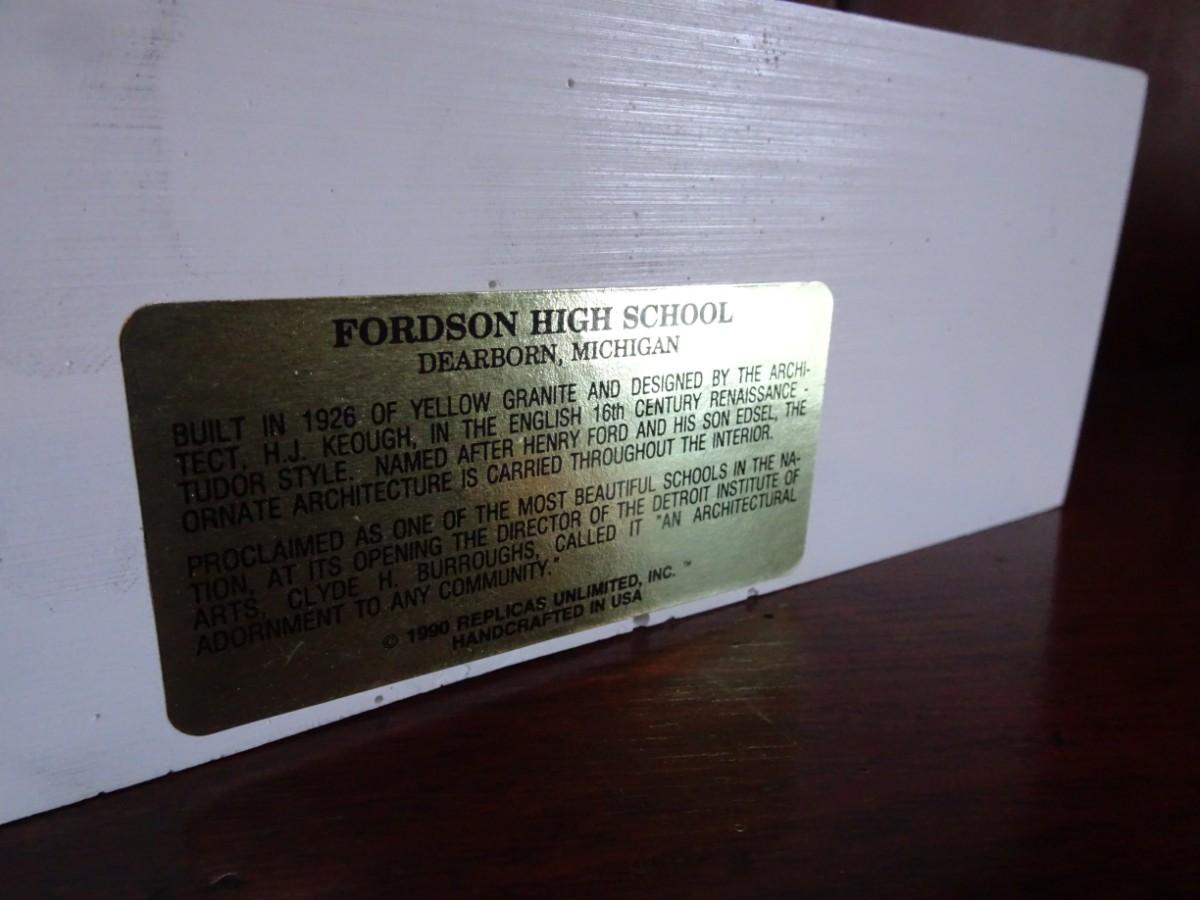 FORDSON HIGH SCHOOL
DEARBORN, MICHIGAN
BUILT IN 1926 OF YELLOW GRANITE AND DESIGNED BY THE ARCHI-
TECT, H.J. KEOUGH, IN THE ENGLISH 16th CENTURY RENAISSANCE -
TUDOR STYLE. NAMED AFTER HENRY FORD AND HIS SON EDSEL, THE
ORNATE ARCHITECTURE IS CARRIED THROUGHOUT THE INTERIOR.
PROCLAIMED AS ONE OF THE MOST BEAUTIFUL SCHOOLS IN THE NA-
TION, AT ITS OPENING THE DIRECTOR OF THE DETROIT INSTITUTE OF
ARTS, CLYDE H. BURROUGHS, CALLED IT "AN ARCHITECTURAL
ADORNMENT TO ANY COMMUNITY."
© 1990 REPLICAS UNLIMITED, INC. ™
HANDCRAFTED IN USA